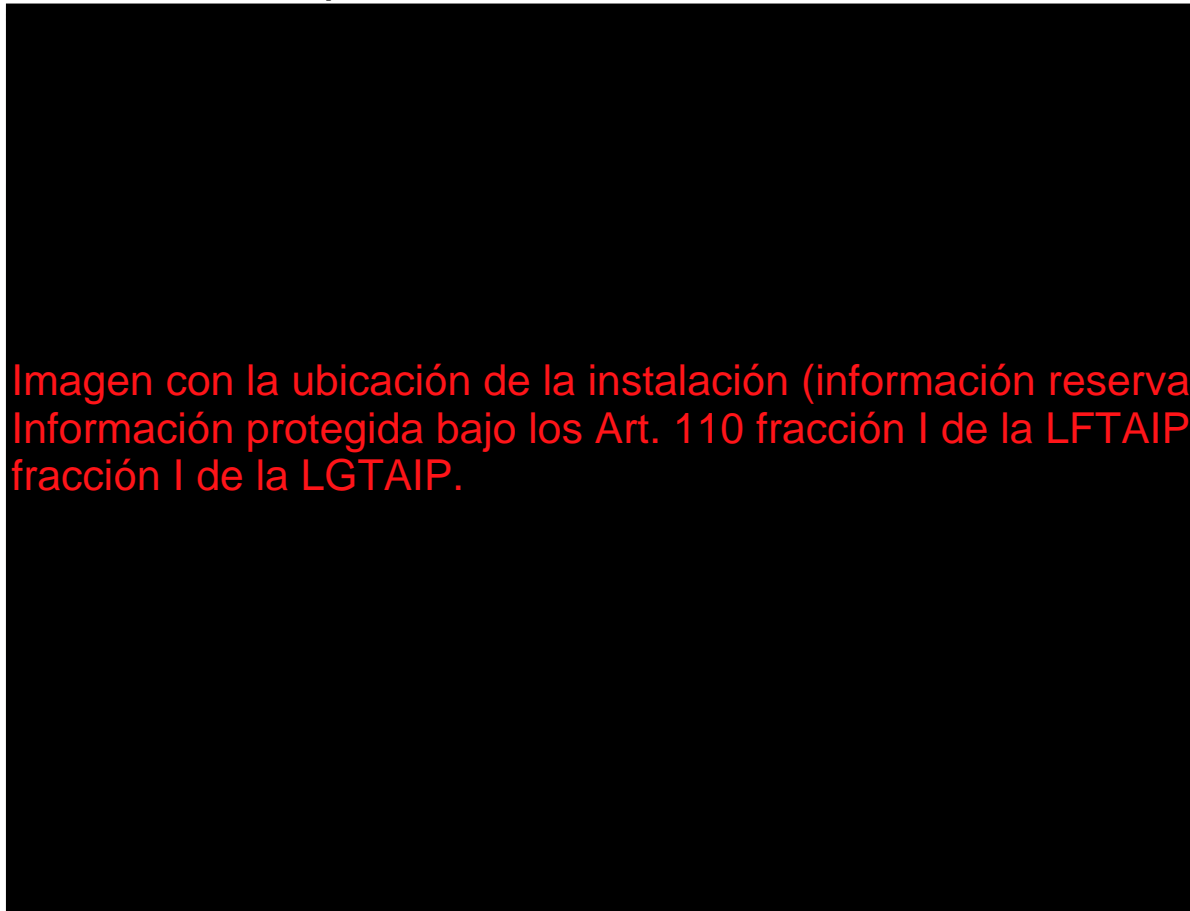 Imagen con la ubicación de la instalación (información reserva
Información protegida bajo los Art. 110 fracción I de la LFTAIP
fracción I de la LGTAIP.